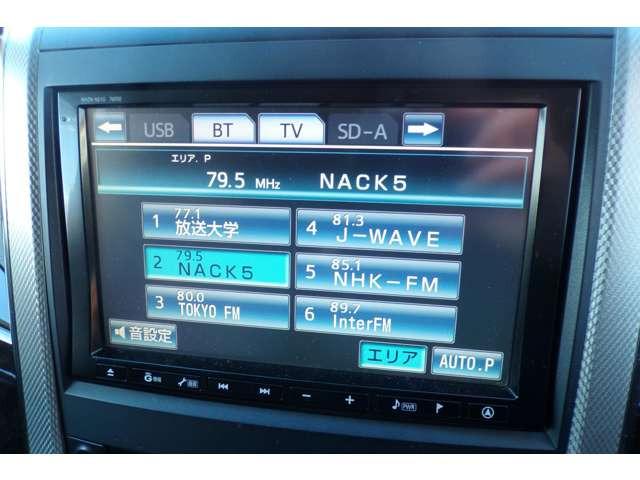 USB BT TV SD-A
エリア.P
79.5 MHz NACK5
1 77.1 放送大学
2 79.5 NACK5
3 80.0 TOKYO FM
4 81.3 J-WAVE
5 85.1 NHK-FM
6 89.7 InterFM
音設定
エリア AUTO.P
PWR